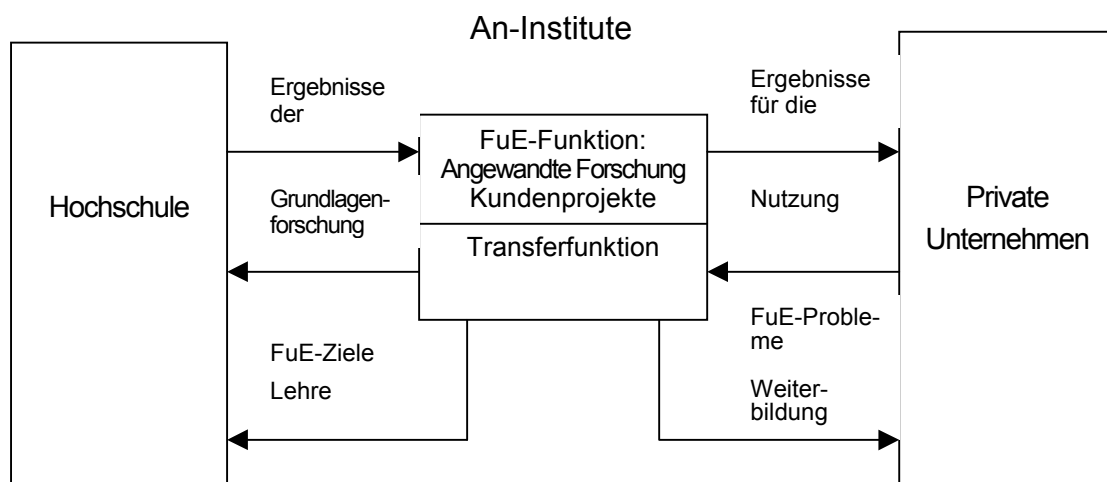 An-Institute
Hochschule
Ergebnisse
der
Grundlagen-
forschung
FuE-Ziele
Lehre
FuE-Funktion:
Angewandte Forschung
Kundenprojekte
Transferfunktion
Ergebnisse
für die
Nutzung
FuE-Proble-
me
Weiter-
bildung
Private
Unternehmen